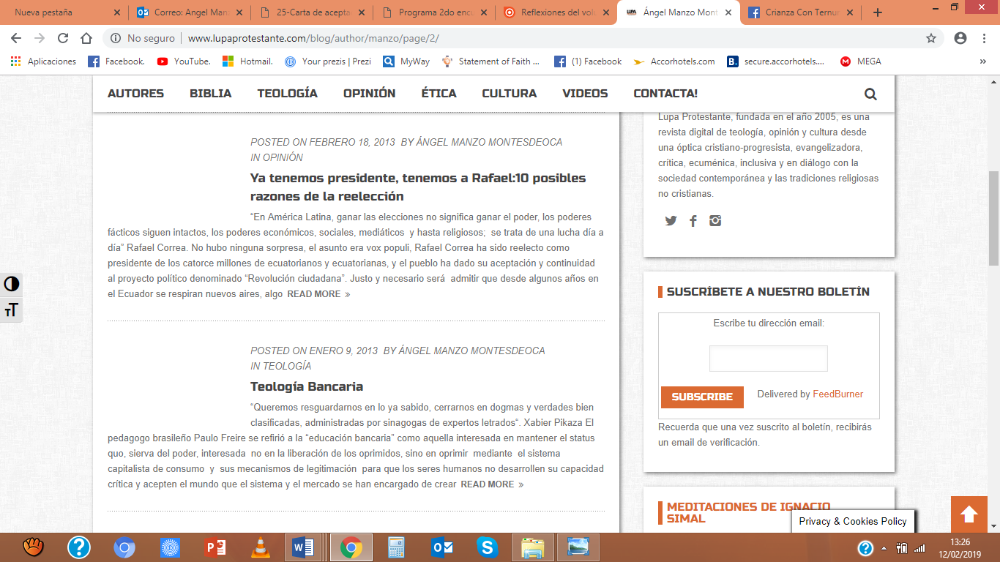 Nueva pestaña
Correo: Angel Man
25-Carta de acepta
Programa 2do enc
Reflexiones del vol
Ángel Manzo Mont
Crianza Con Ternu
No seguro
www.lupaprotestante.com/blog/author/manzo/page/2/
Aplicaciones
Facebook.
YouTube.
Hotmail.
Your prezis | Prezi
MyWay
Statement of Faith ...
(1) Facebook
Accorhotels.com
secure.accorhotels....
MEGA
AUTORES BIBLIA TEOLOGÍA OPINIÓN ÉTICA CULTURA VIDEOS CONTACTA!
POSTED ON FEBRERO 18, 2013 BY ÁNGEL MANZO MONTESDEOCA
IN OPINIÓN
Ya tenemos presidente, tenemos a Rafael:10 posibles
razones de la reelección
“En América Latina, ganar las elecciones no significa ganar el poder, los poderes
fácticos siguen intactos, los poderes económicos, sociales, mediáticos y hasta religiosos; se trata de una lucha día a
día” Rafael Correa. No hubo ninguna sorpresa, el asunto era vox populi, Rafael Correa ha sido reelecto como
presidente de los catorce millones de ecuatorianos y ecuatorianas, y el pueblo ha dado su aceptación y continuidad
al proyecto político denominado “Revolución ciudadana”. Justo y necesario será admitir que desde algunos años en
el Ecuador se respiran nuevos aires, algo READ MORE »
POSTED ON ENERO 9, 2013 BY ÁNGEL MANZO MONTESDEOCA
IN TEOLOGÍA
Teología Bancaria
“Queremos resguardarnos en lo ya sabido, cerrarnos en dogmas y verdades bien
clasificadas, administradas por sinagogas de expertos letrados“. Xabier Pikaza El
pedagogo brasileño Paulo Freire se refirió a la “educación bancaria” como aquella interesada en mantener el status
quo, sierva del poder, interesada no en la liberación de los oprimidos, sino en oprimir mediante el sistema
capitalista de consumo y sus mecanismos de legitimación para que los seres humanos no desarrollen su capacidad
crítica y acepten el mundo que el sistema y el mercado se han encargado de crear READ MORE »
Lupa Protestante, fundada en el año 2005, es una
revista digital de teología, opinión y cultura desde
una óptica cristiano-progresista, evangelizadora,
crítica, ecuménica, inclusiva y en diálogo con la
sociedad contemporánea y las tradiciones religiosas
no cristianas.
SUSCRÍBETE A NUESTRO BOLETÍN
Escribe tu dirección email:
SUBSCRIBE
Delivered by FeedBurner
Recuerda que una vez suscrito al boletín, recibirás
un email de verificación.
MEDITACIONES DE IGNACIO
SIMAL
Privacy & Cookies Policy
13:26
12/02/2019